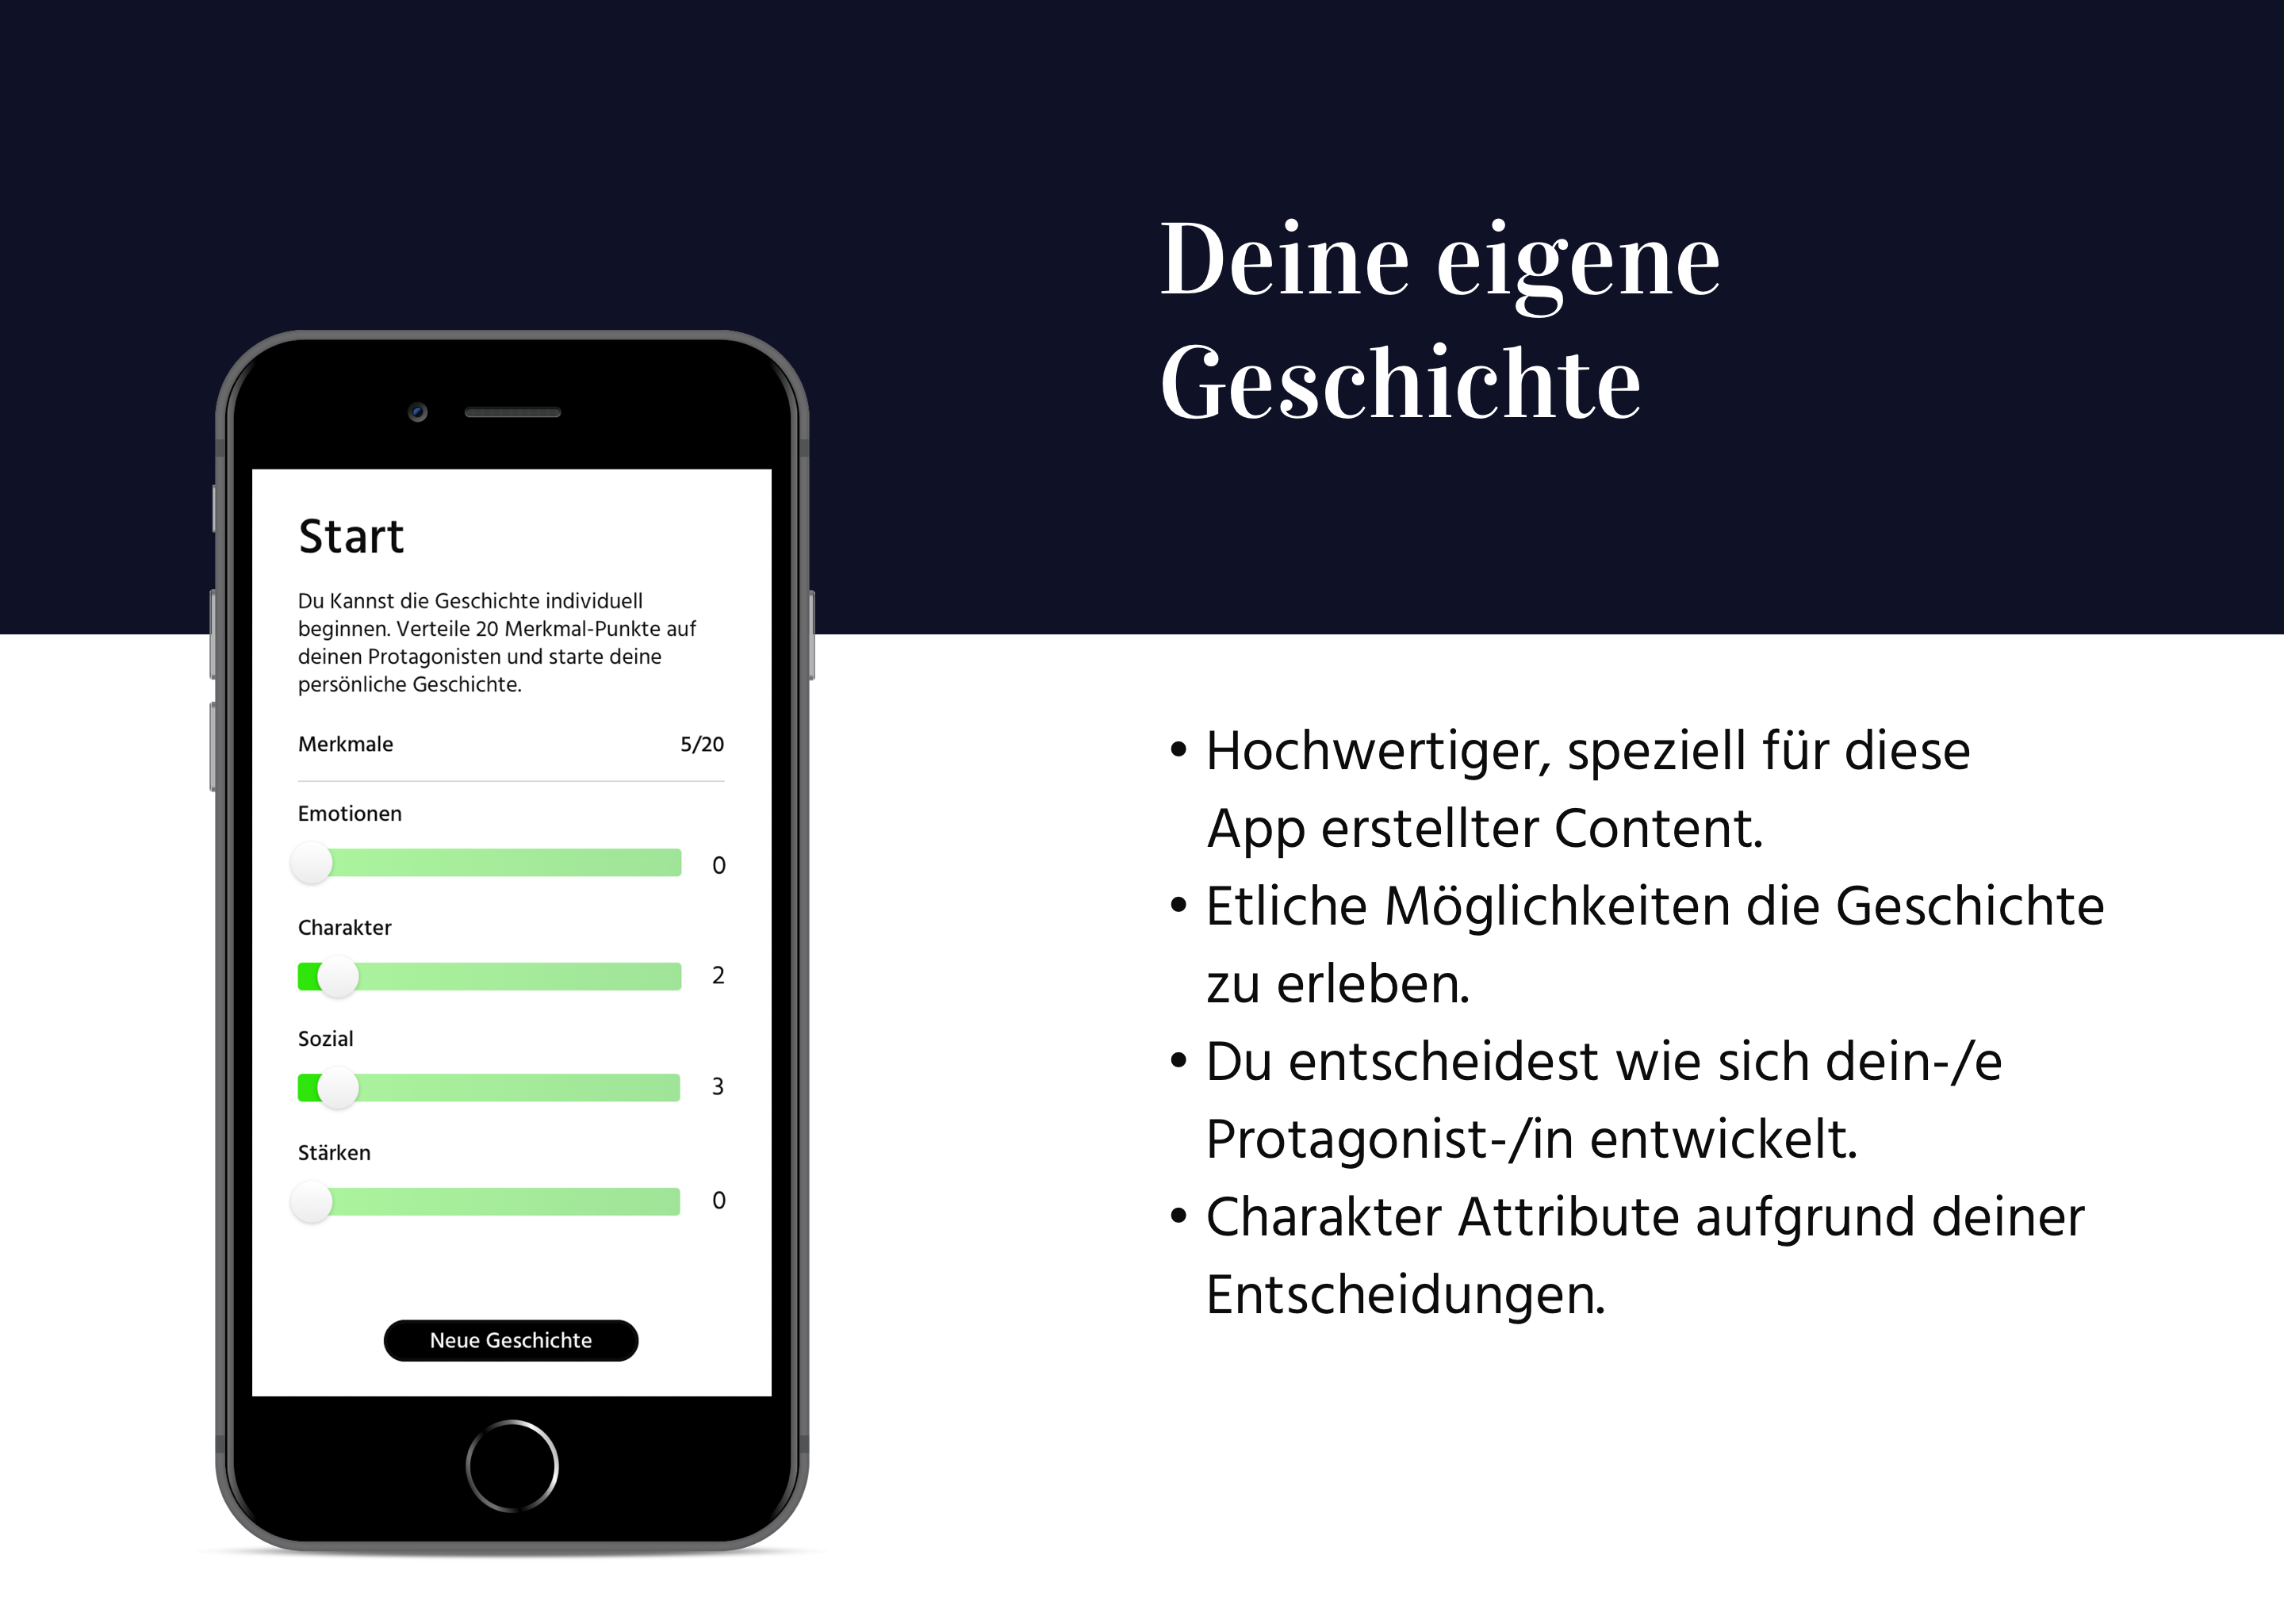 Deine eigene
Geschichte
Start
Du Kannst die Geschichte individuell
beginnen. Verteile 20 Merkmal-Punkte auf
deinen Protagonisten und starte deine
persönliche Geschichte.
Merkmale 5/20
Emotionen
0
Charakter
2
Sozial
3
Stärken
0
Neue Geschichte
• Hochwertiger, speziell für diese
App erstellter Content.
• Etliche Möglichkeiten die Geschichte
zu erleben.
• Du entscheidest wie sich dein-/e
Protagonist-/in entwickelt.
• Charakter Attribute aufgrund deiner
Entscheidungen.